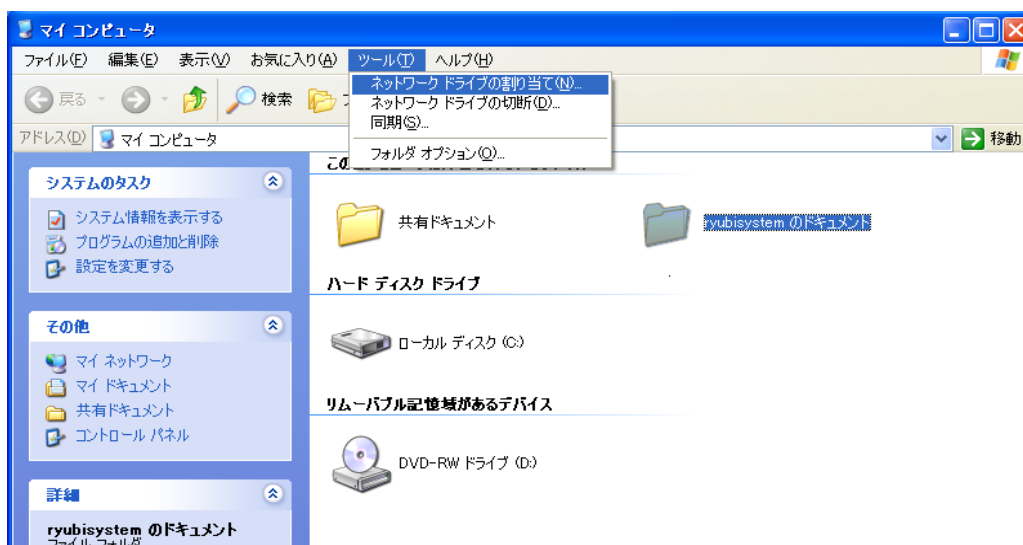 マイ コンピュータ
ファイル(F) 編集(E) 表示(V) お気に入り(A) ツール(T) ヘルプ(H)
ネットワーク ドライブの割り当て(N)...
ネットワーク ドライブの切断(D)...
同期(S)...
フォルダ オプション(O)...
戻る 検索
アドレス(D) マイ コンピュータ 移動
システムのタスク
システム情報を表示する
プログラムの追加と削除
設定を変更する
その他
マイ ネットワーク
マイ ドキュメント
共有ドキュメント
コントロール パネル
詳細
ryubisystem のドキュメント
ファイル フォルダ
共有ドキュメント ryubisystem のドキュメント
ハード ディスク ドライブ
ローカル ディスク (C:)
リムーバブル記憶域があるデバイス
DVD-RW ドライブ (D:)